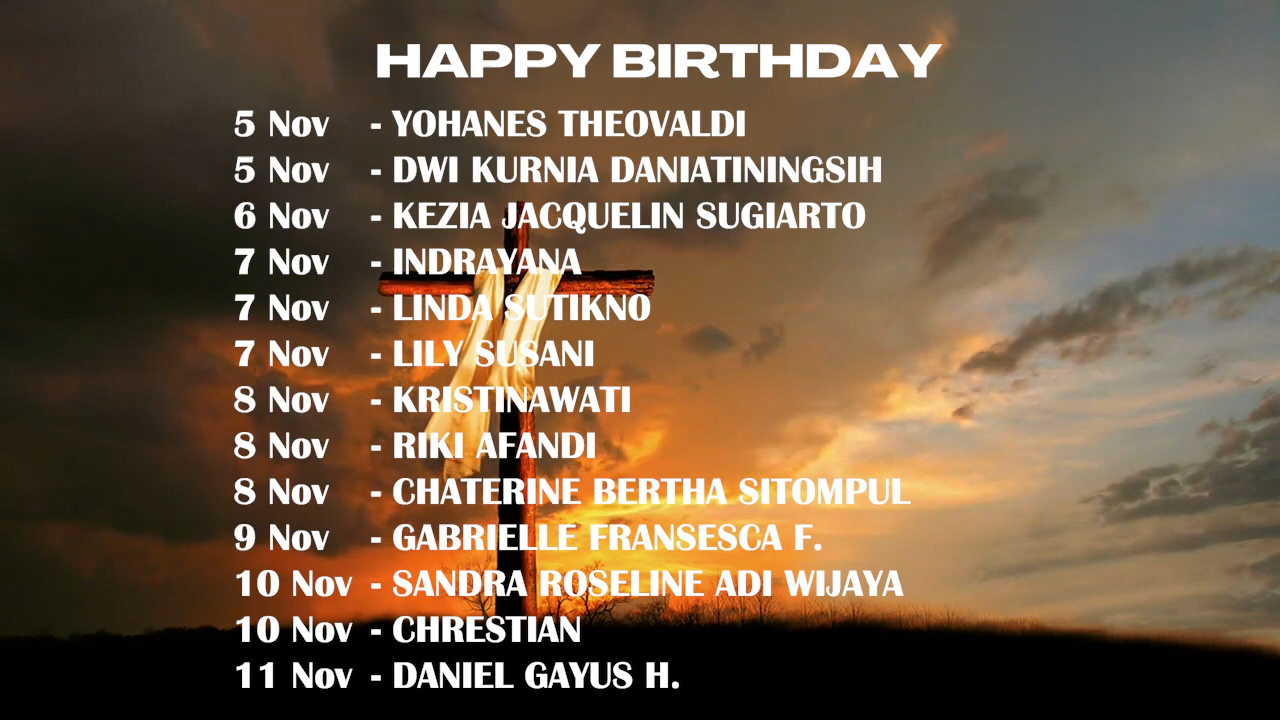 HAPPY BIRTHDAY
5 Nov - YOHANES THEOVALDI
5 Nov - DWI KURNIA DANIATININGSIH
6 Nov - KEZIA JACQUELIN SUGIARTO
7 Nov - INDRAYANA
7 Nov - LINDA SUTIKNO
7 Nov - LILY SUSANI
8 Nov - KRISTINAWATI
8 Nov - RIKI AFANDI
8 Nov - CHATERINE BERTHA SITOMPUL
9 Nov - GABRIELLE FRANSESCA F.
10 Nov - SANDRA ROSELINE ADI WIJAYA
10 Nov - CHRESTIAN
11 Nov - DANIEL GAYUS H.